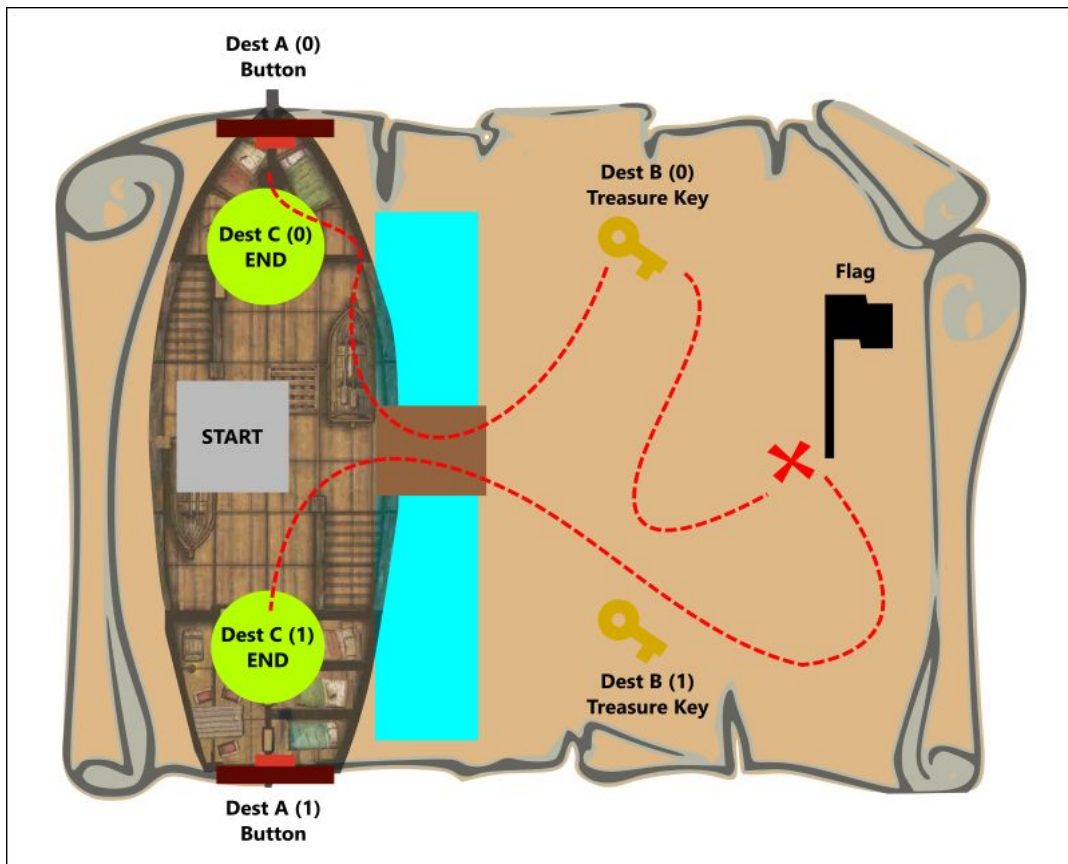 Dest A (0)
Button
Dest B (0)
Treasure Key
Dest C (0)
END
Flag
START
Dest C (1)
END
Dest B (1)
Treasure Key
Dest A (1)
Button